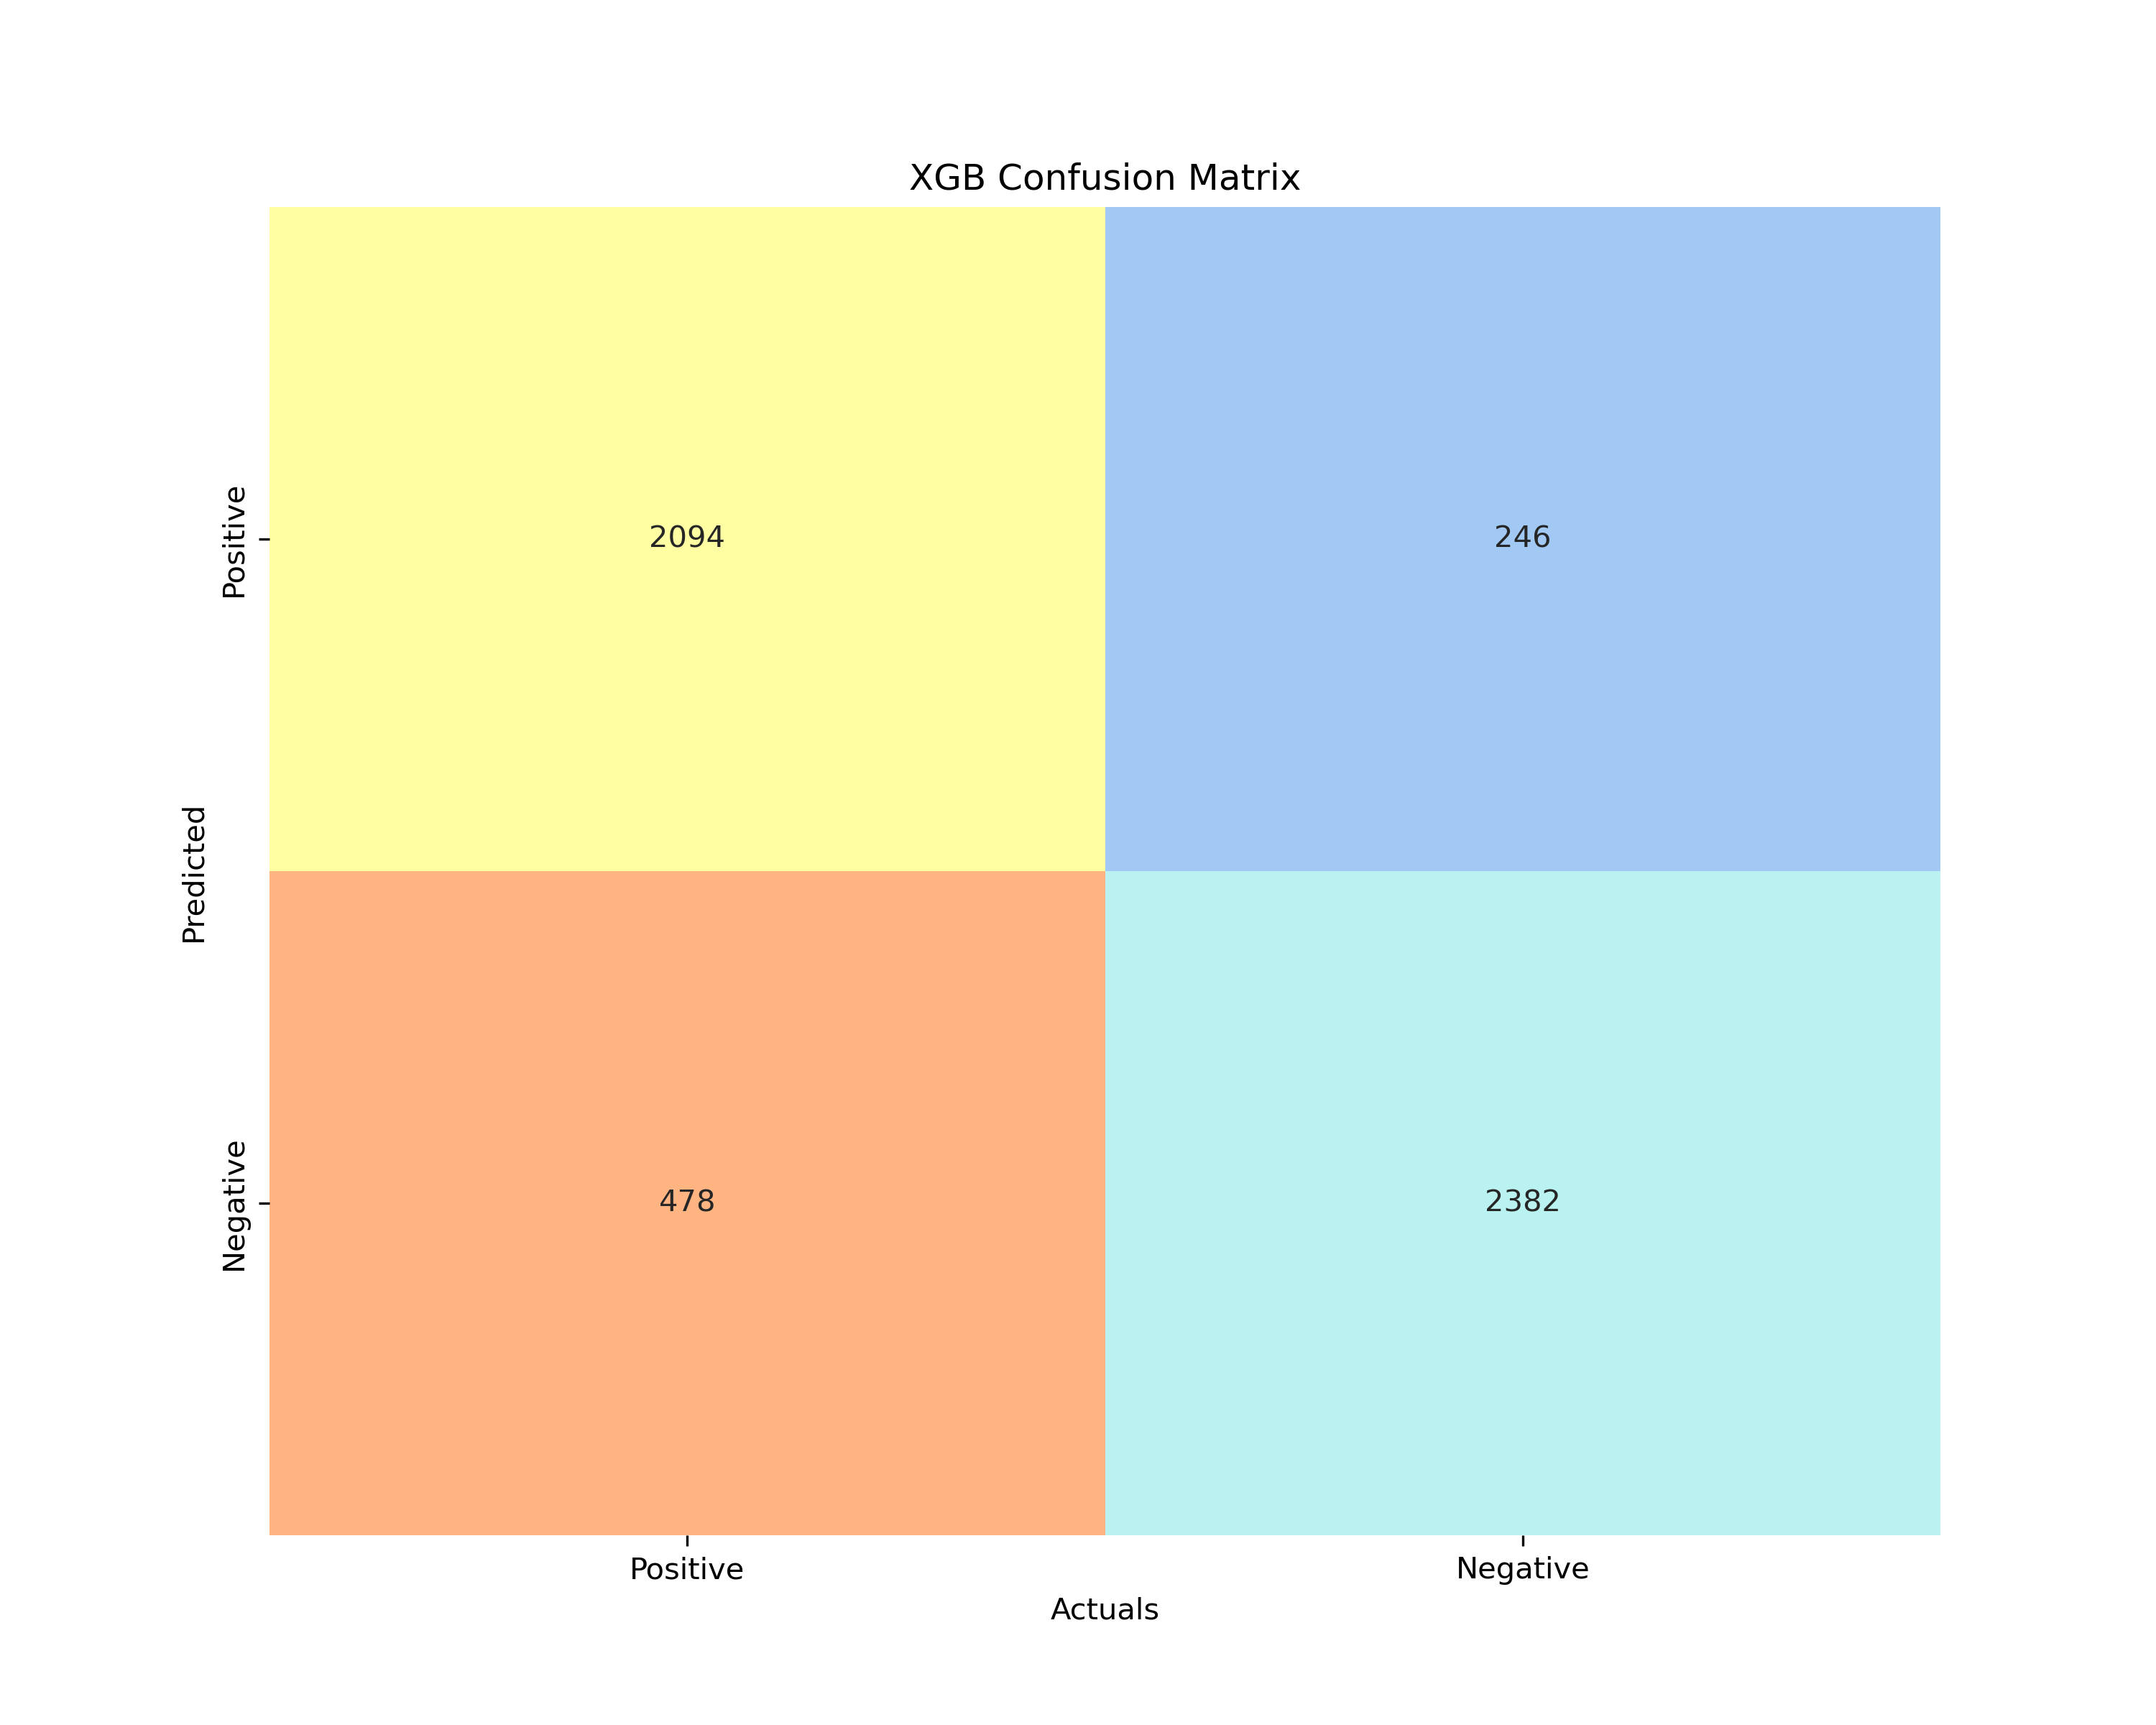 XGB Confusion Matrix
Positive
2094
246
Predicted
Negative
478
2382
Positive
Negative
Actuals